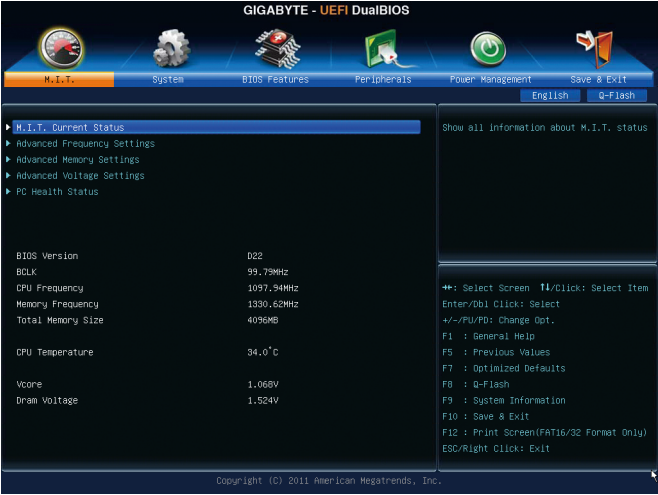 GIGABYTE - UEFI DualBIOS
M.I.T. System BIOS Features Peripherals Power Management Save & Exit
English Q-Flash
M.I.T. Current Status
Advanced Frequency Settings
Advanced Memory Settings
Advanced Voltage Settings
PC Health Status
Show all information about M.I.T. status
BIOS Version D22
BCLK 99.79MHz
CPU Frequency 1097.94MHz
Memory Frequency 1330.62MHz
Total Memory Size 4096MB
CPU Temperature 34.0°C
Vcore 1.068V
Dram Voltage 1.524V
↔: Select Screen ↑↓/Click: Select Item
Enter/Dbl Click: Select
+/-/PU/PD: Change Opt.
F1 : General Help
F5 : Previous Values
F7 : Optimized Defaults
F8 : Q-Flash
F9 : System Information
F10 : Save & Exit
F12 : Print Screen(FAT16/32 Format Only)
ESC/Right Click: Exit
Copyright (C) 2011 American Megatrends, Inc.